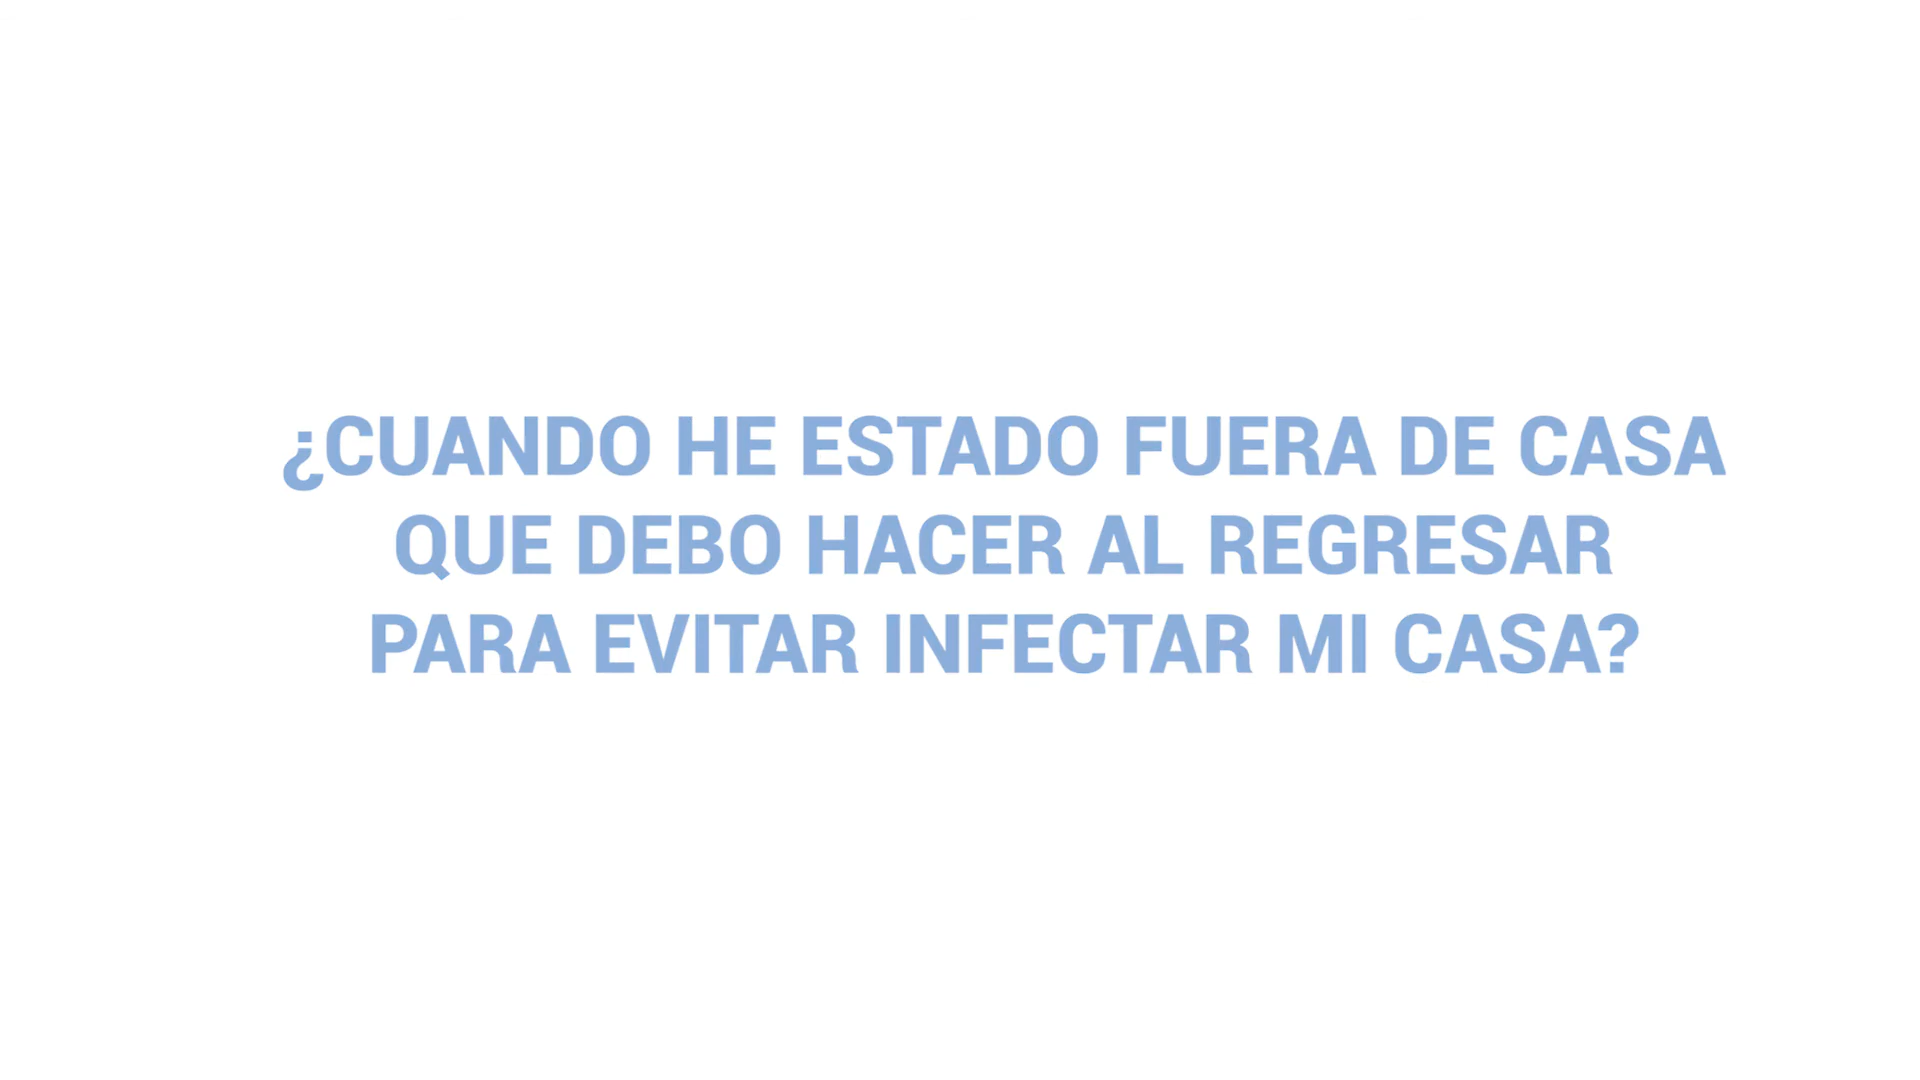 ¿CUANDO HE ESTADO FUERA DE CASA
QUE DEBO HACER AL REGRESAR
PARA EVITAR INFECTAR MI CASA?